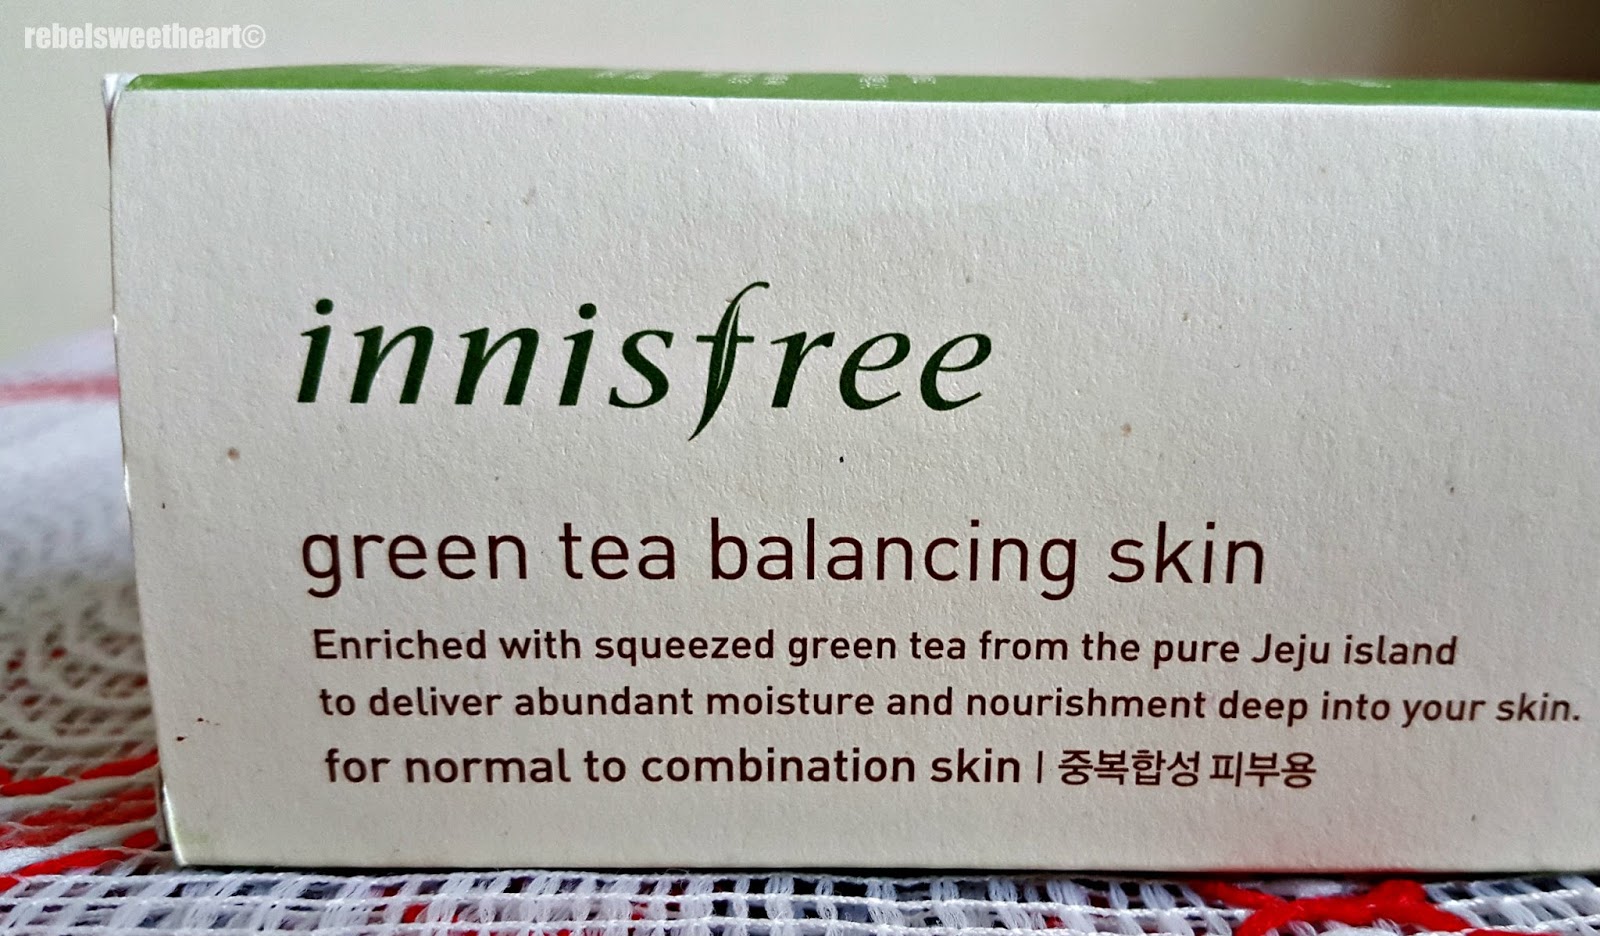 rebelsweetheart©
innisfree
green tea balancing skin
Enriched with squeezed green tea from the pure Jeju island
to deliver abundant moisture and nourishment deep into your skin.
for normal to combination skin | 중복합성 피부용